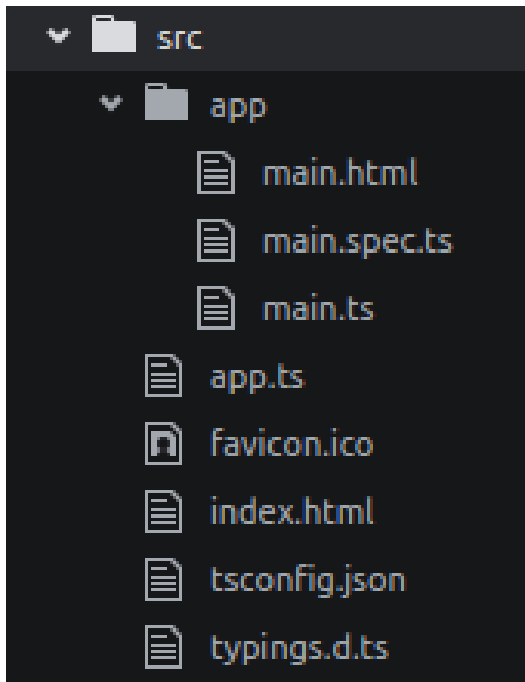 src
app
main.html
main.spec.ts
main.ts
app.ts
favicon.ico
index.html
tsconfig.json
typings.d.ts